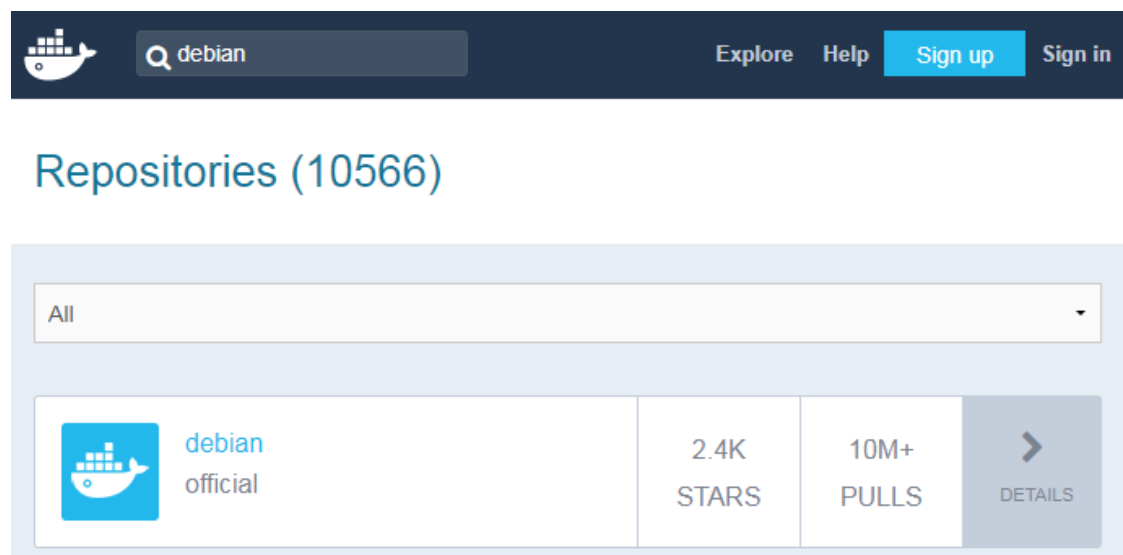 debian Explore Help Sign up Sign in
Repositories (10566)
All
debian
official
2.4K
STARS
10M+
PULLS
DETAILS